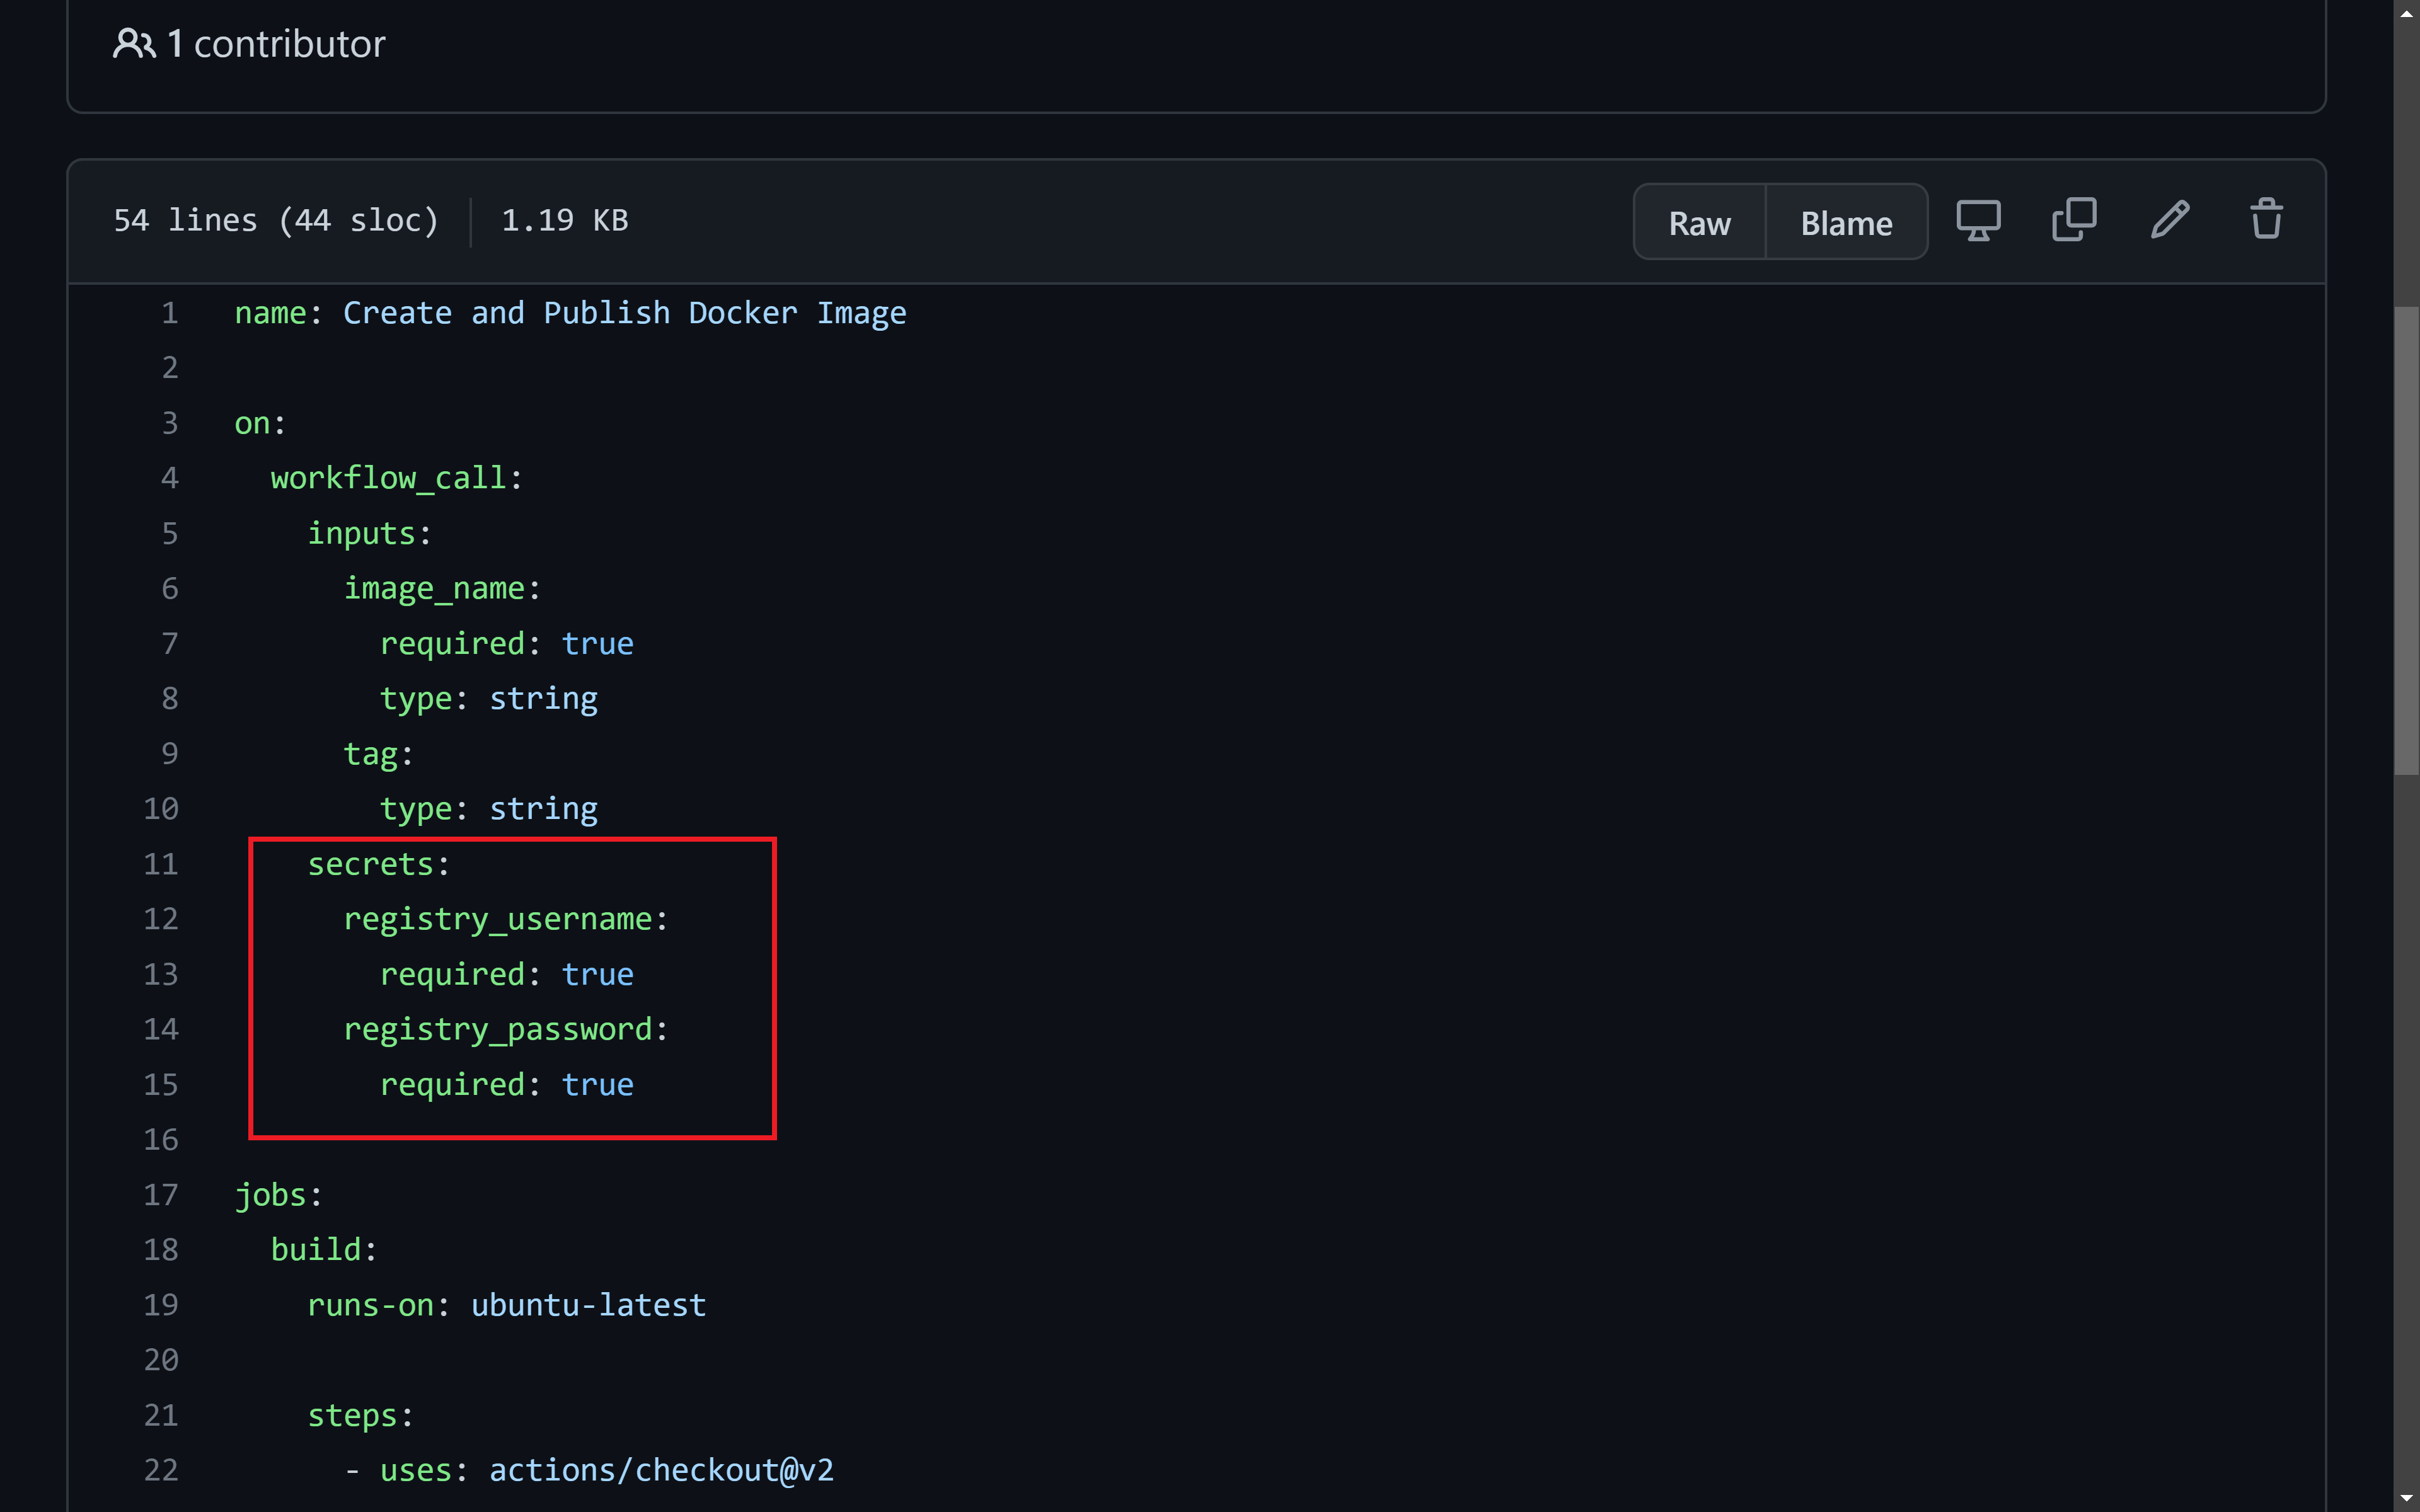 1 contributor
54 lines (44 sloc) 1.19 KB Raw Blame
1 name: Create and Publish Docker Image
2
3 on:
4 workflow_call:
5 inputs:
6 image_name:
7 required: true
8 type: string
9 tag:
10 type: string
11 secrets:
12 registry_username:
13 required: true
14 registry_password:
15 required: true
16
17 jobs:
18 build:
19 runs-on: ubuntu-latest
20
21 steps:
22 - uses: actions/checkout@v2